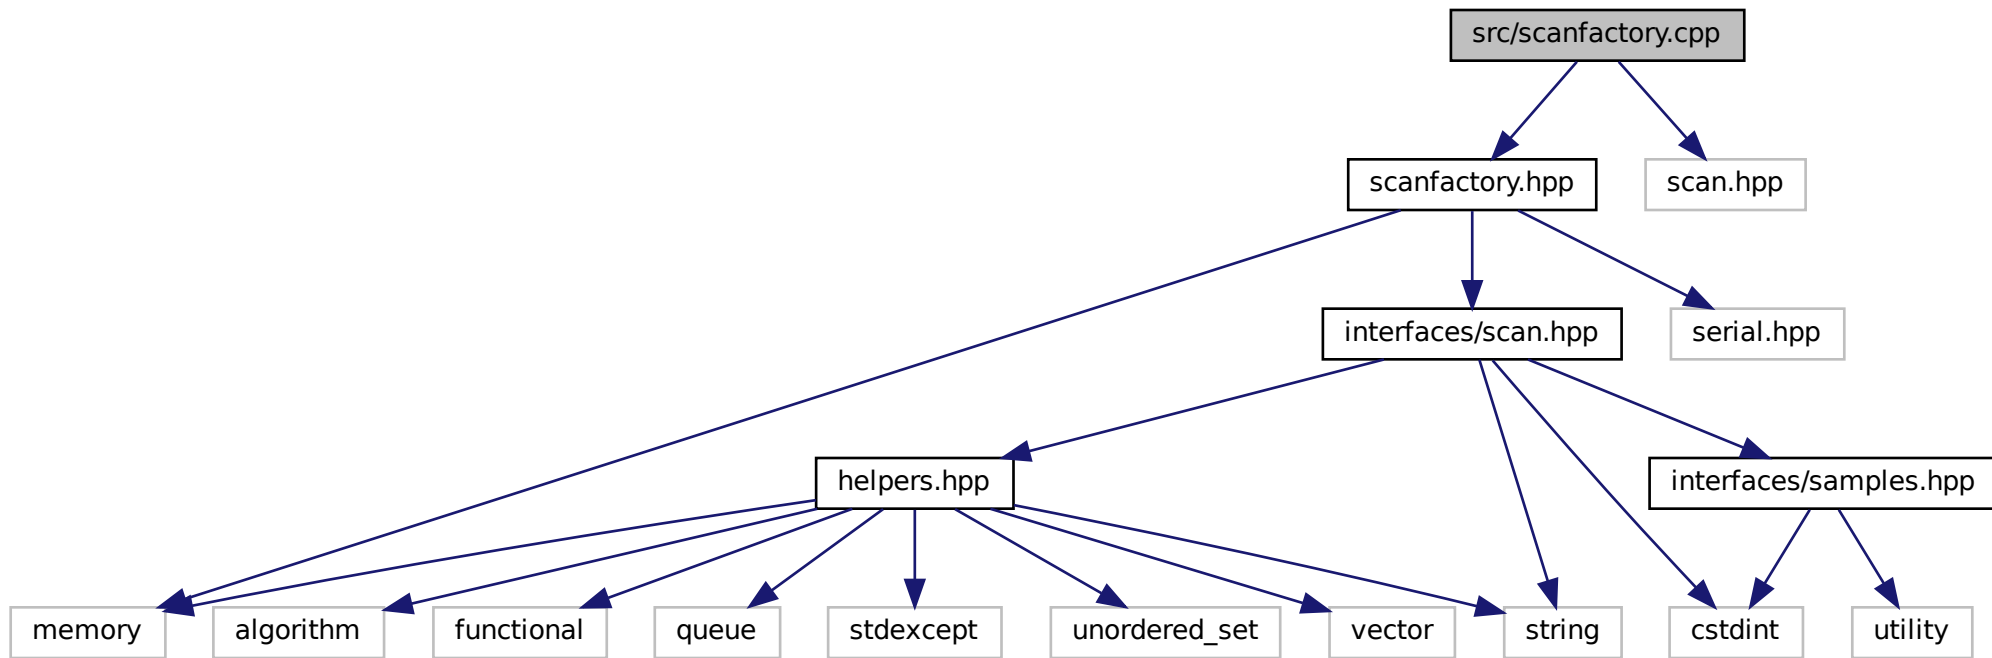 src/scanfactory.cpp
scanfactory.hpp
scan.hpp
interfaces/scan.hpp
serial.hpp
helpers.hpp
interfaces/samples.hpp
memory
algorithm
functional
queue
stdexcept
unordered_set
vector
string
cstdint
utility